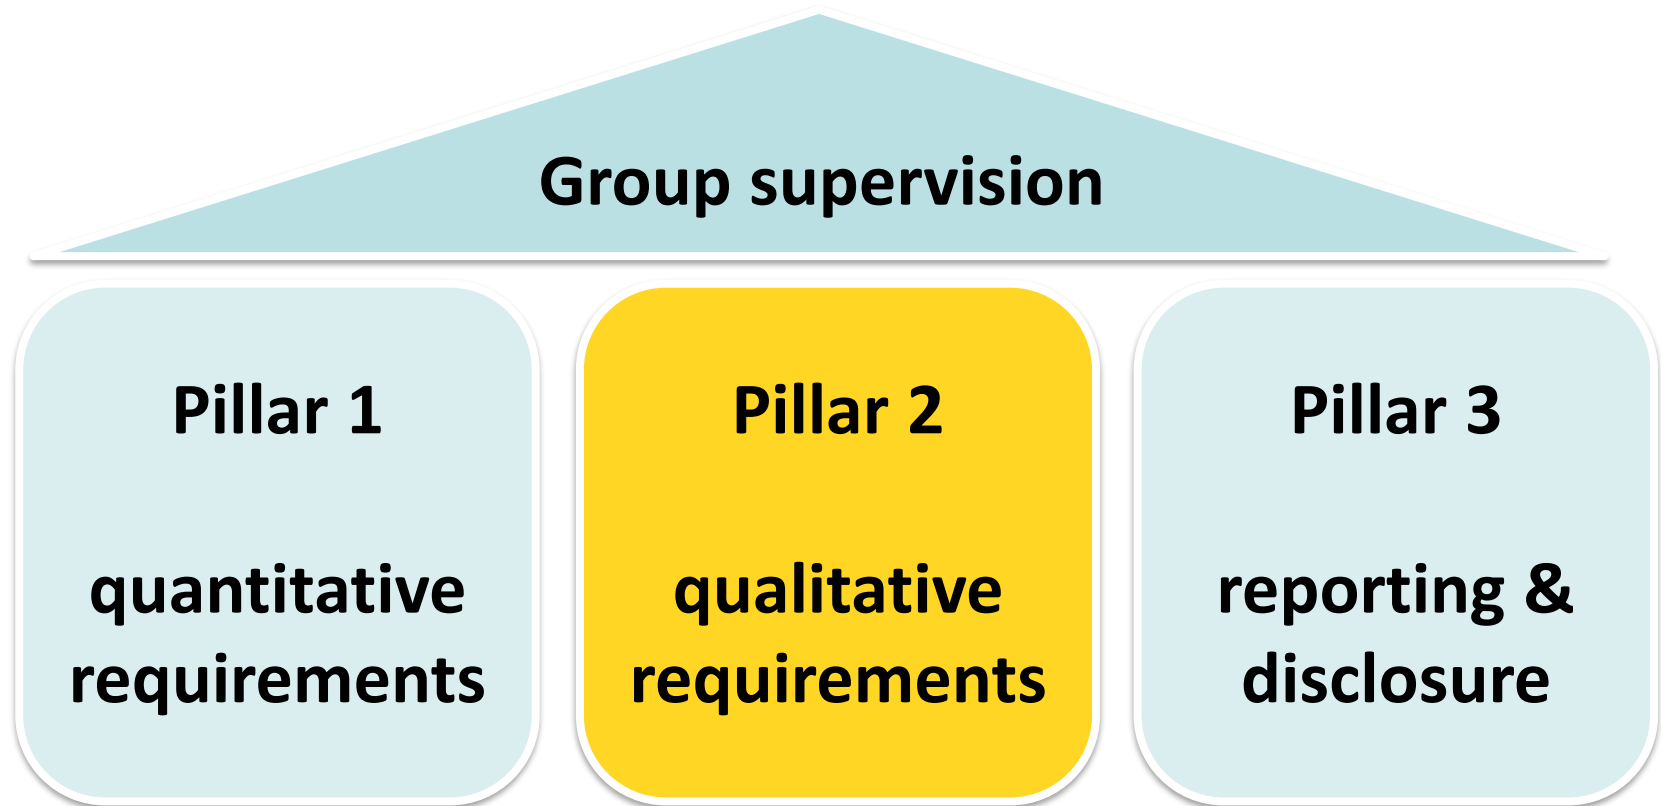 Group supervision
Pillar 1
quantitative
requirements
Pillar 2
qualitative
requirements
Pillar 3
reporting &
disclosure